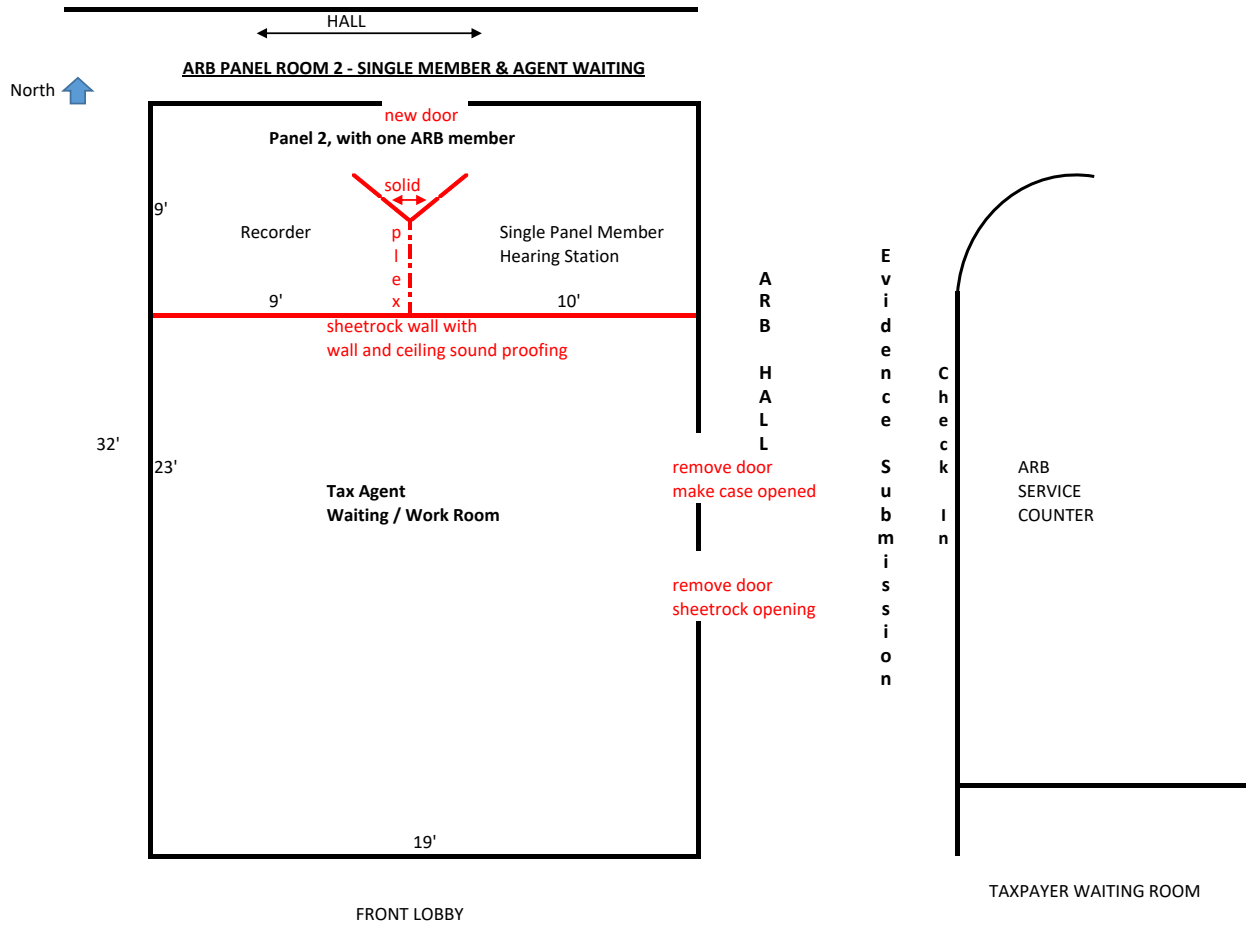 HALL
ARB PANEL ROOM 2 - SINGLE MEMBER & AGENT WAITING
North
new door
Panel 2, with one ARB member
solid
9'
Recorder
plex
Single Panel Member
Hearing Station
9'
10'
sheetrock wall with
wall and ceiling sound proofing
ARB HALL
Evidence Submission
Check In
32'
23'
remove door
make case opened
Tax Agent
Waiting / Work Room
ARB
SERVICE
COUNTER
remove door
sheetrock opening
19'
TAXPAYER WAITING ROOM
FRONT LOBBY